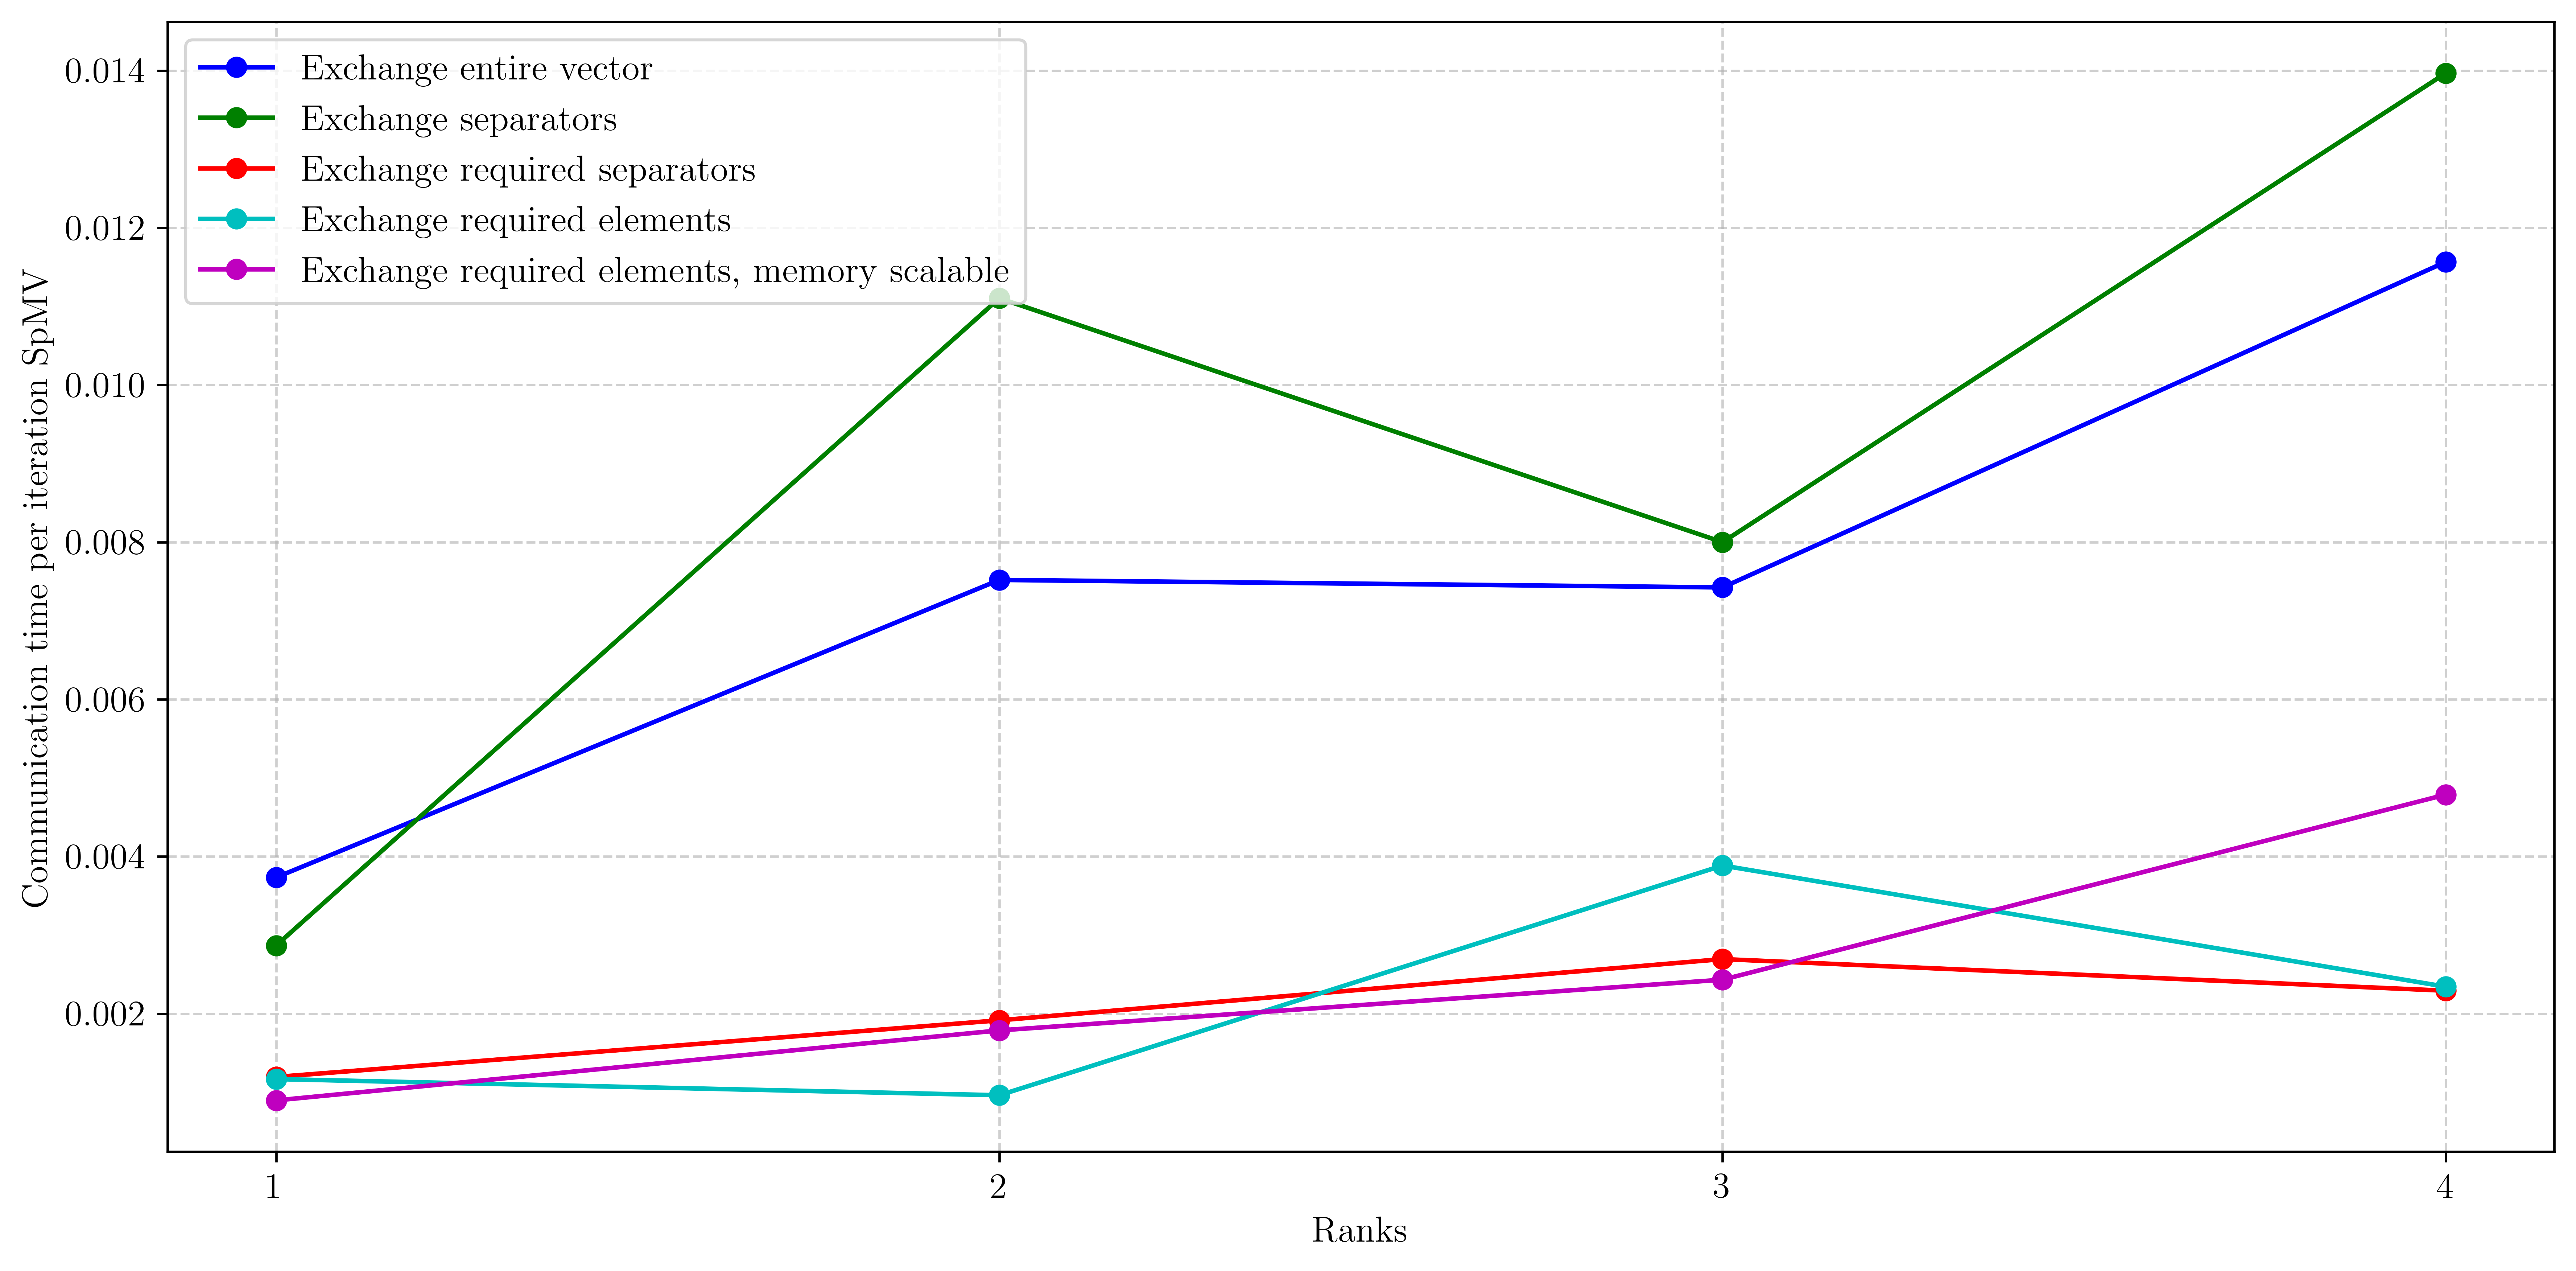 Exchange entire vector
Exchange separators
Exchange required separators
Exchange required elements
Exchange required elements, memory scalable
Communication time per iteration SpMV
0.014
0.012
0.010
0.008
0.006
0.004
0.002
1 2 3 4
Ranks